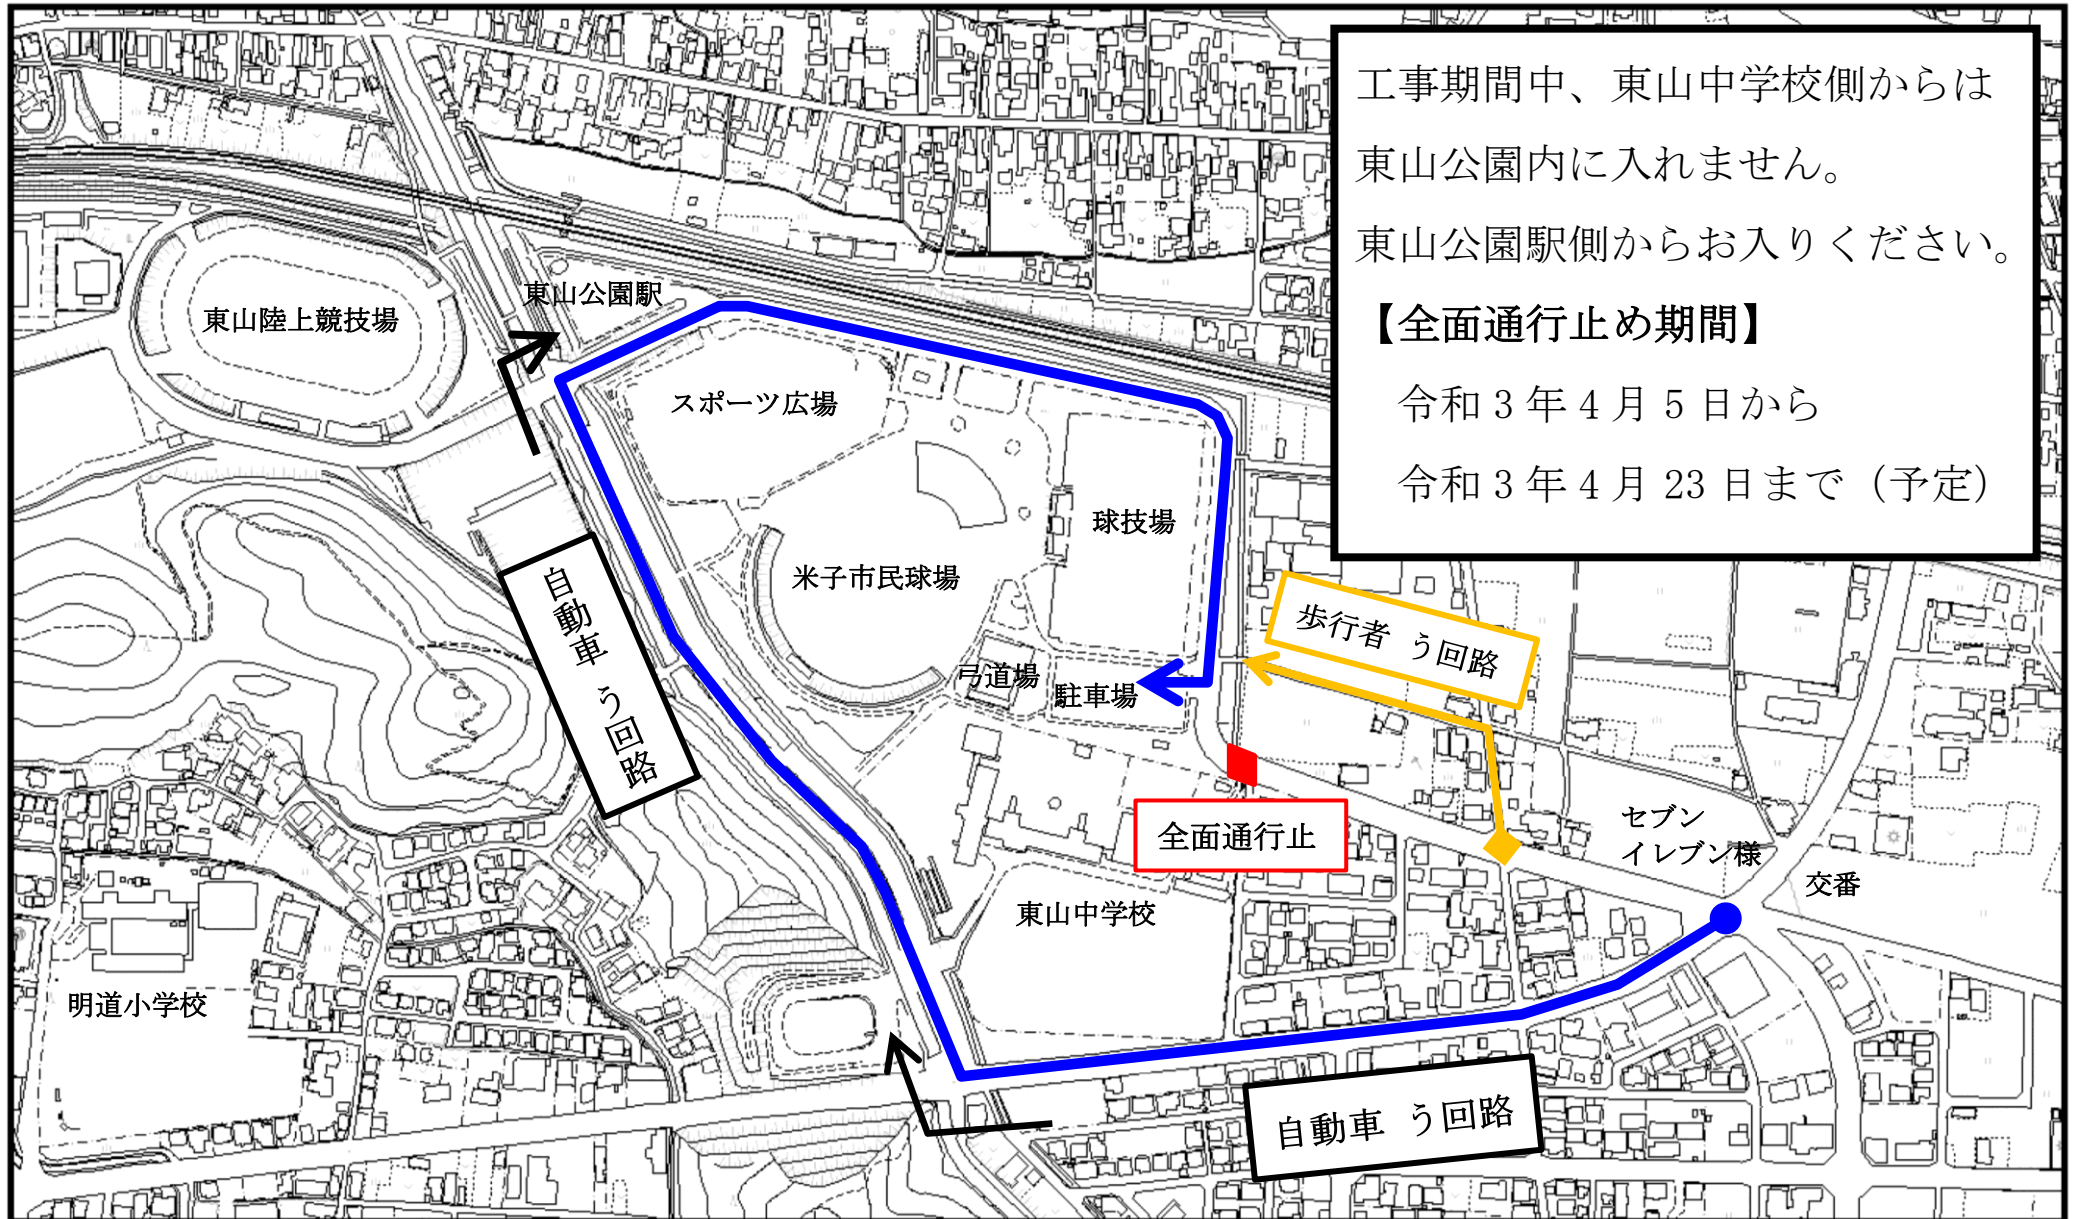 工事期間中、東山中学校側からは
東山公園内に入れません。
東山公園駅側からお入りください。
【全面通行止め期間】
令和3年4月5日から
令和3年4月23日まで（予定）
東山公園駅
東山陸上競技場
スポーツ広場
球技場
米子市民球場
自動車 う回路
歩行者 う回路
弓道場
駐車場
全面通行止
セブン
イレブン様
交番
東山中学校
明道小学校
自動車 う回路